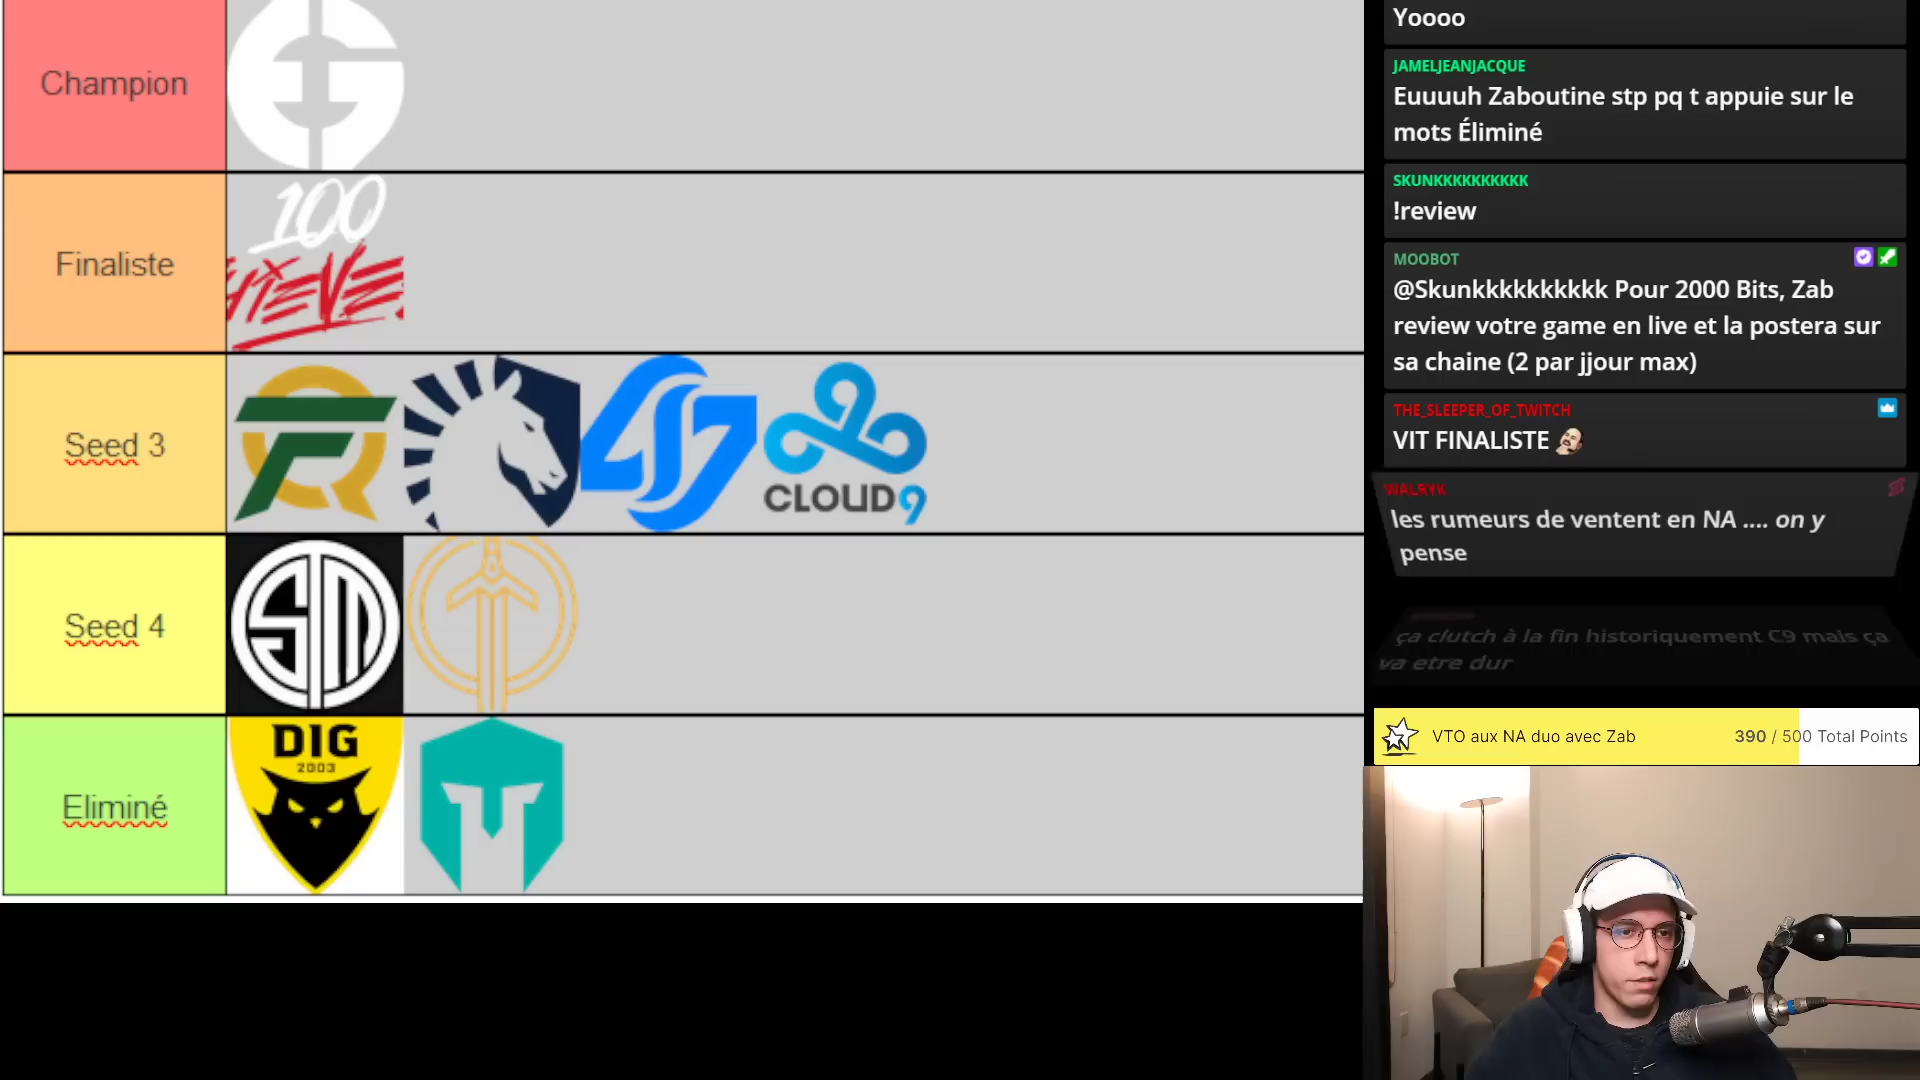 Champion
Finaliste
100
Seed 3
CLOUD9
Seed 4
Eliminé
DIG
2003
Yoooo
JAMELJEANJACQUE
Euuuuh Zaboutine stp pq t appuie sur le
mots Éliminé
SKUNKKKKKKKKKK
!review
MOOBOT
@Skunkkkkkkkkkk Pour 2000 Bits, Zab
review votre game en live et la postera sur
sa chaine (2 par jjour max)
THE_SLEEPER_OF_TWITCH
VIT FINALISTE
WALRYK
les rumeurs de ventent en NA .... on y
pense
ça clutch à la fin historiquement C9 mais ça
va etre dur
VTO aux NA duo avec Zab
390 / 500 Total Points